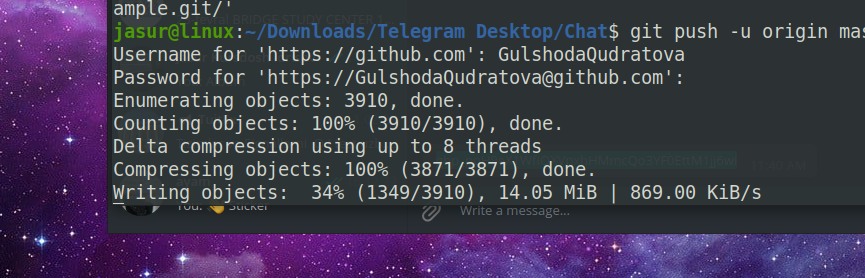 ample.git/'
jasur@linux:~/Downloads/Telegram Desktop/Chat$ git push -u origin mas
Username for 'https://github.com': GulshodaQudratova
Password for 'https://GulshodaQudratova@github.com':
Enumerating objects: 3910, done.
Counting objects: 100% (3910/3910), done.
Delta compression using up to 8 threads
Compressing objects: 100% (3871/3871), done.
Writing objects:  34% (1349/3910), 14.05 MiB | 869.00 KiB/s
You: Sticker
Write a message...
BRIDGE STUDY CENTER